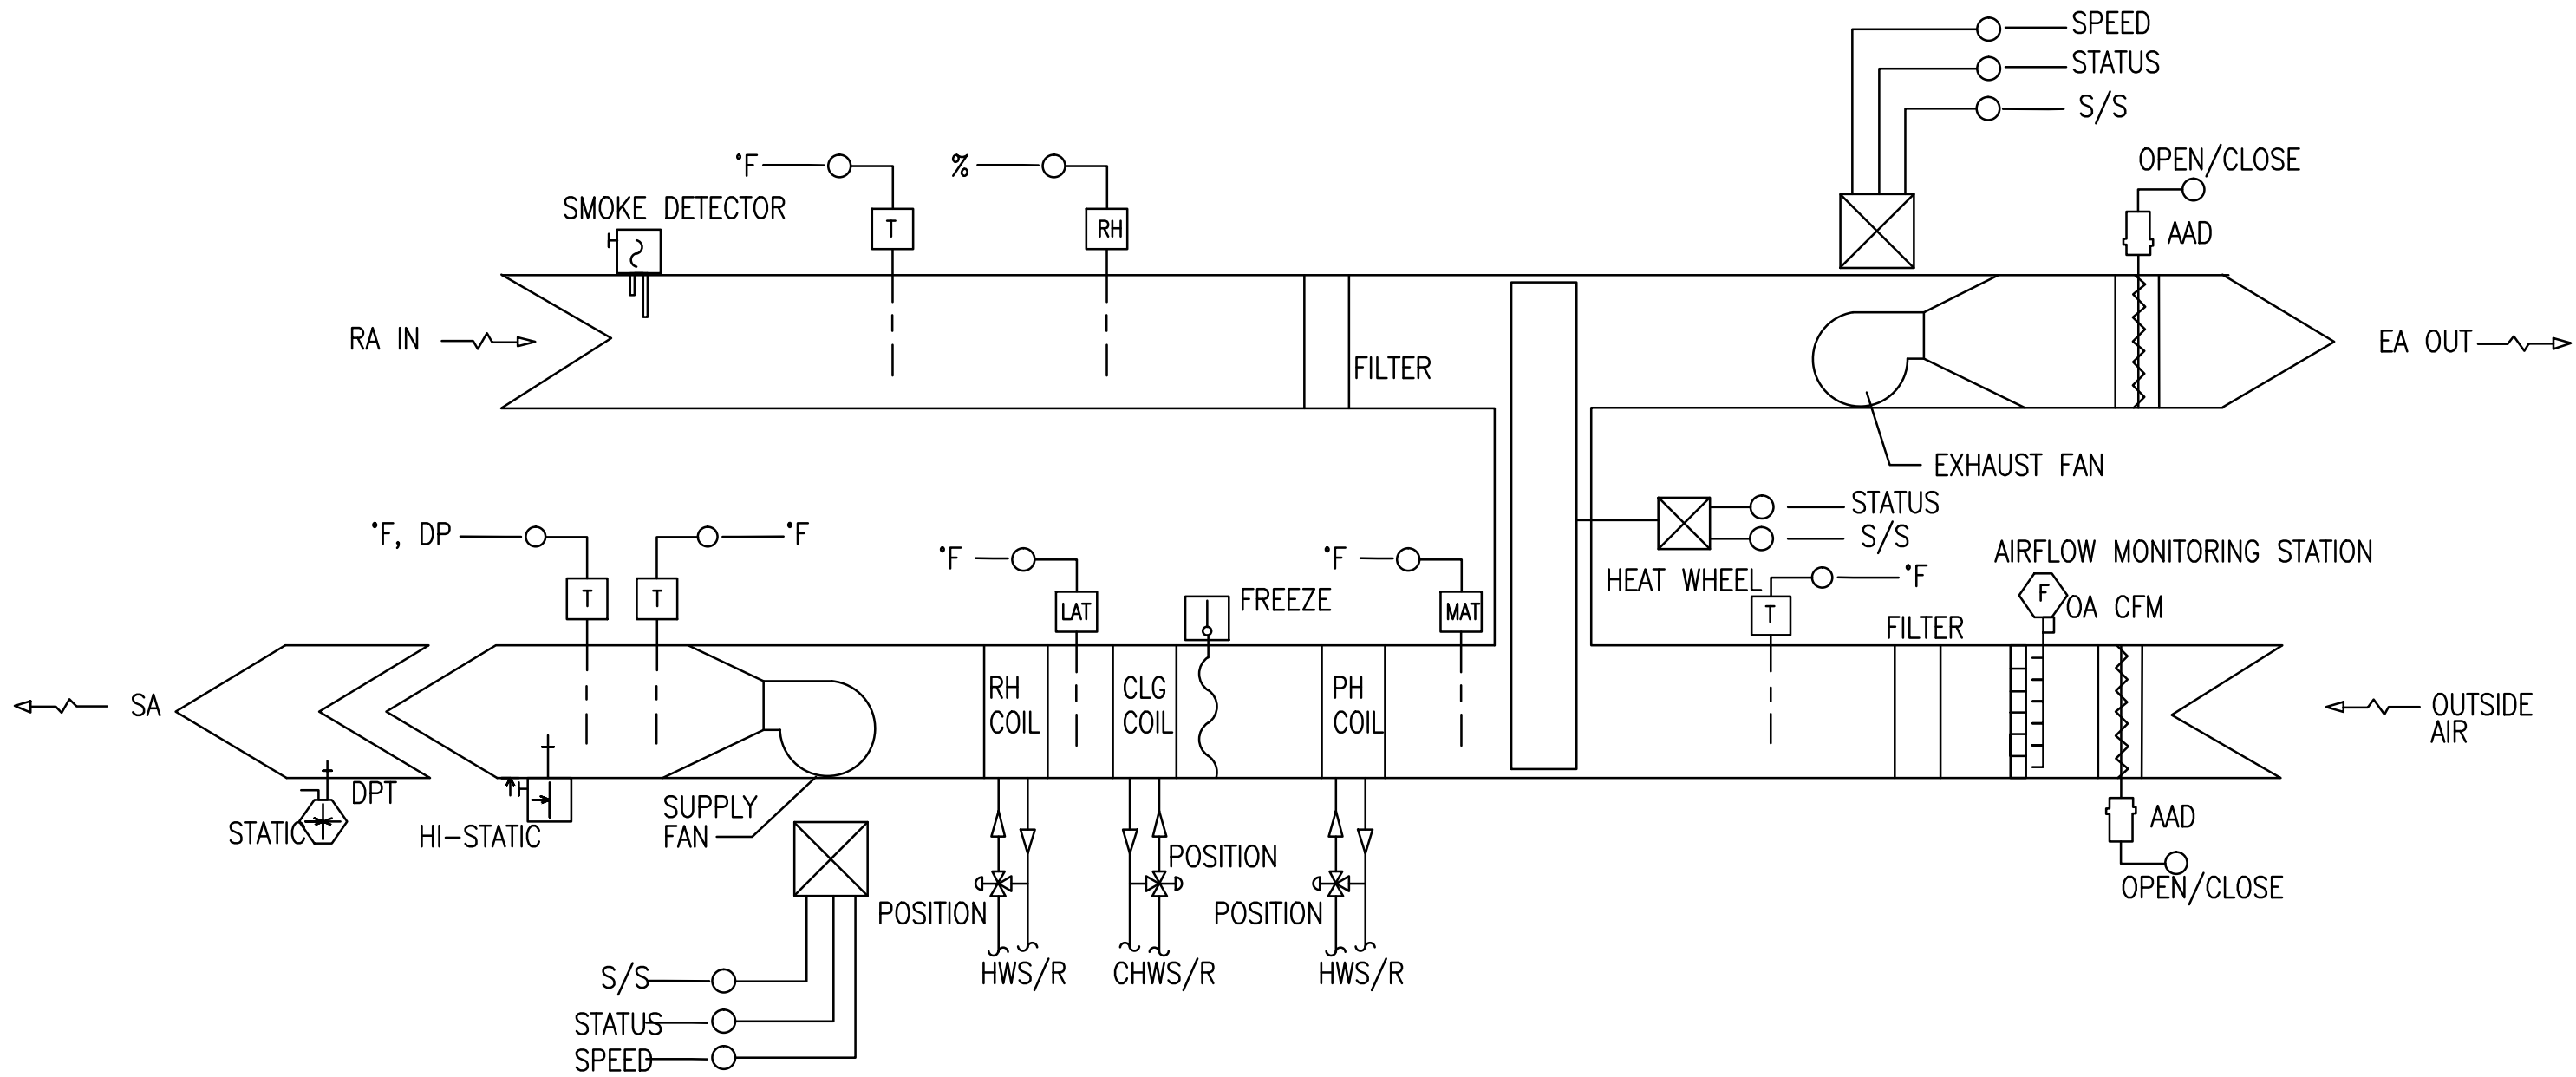 SPEED
STATUS
S/S
OPEN/CLOSE
°F
%
SMOKE DETECTOR
T
RH
AAD
RA IN
FILTER
EA OUT
EXHAUST FAN
STATUS
S/S
°F, DP
°F
°F
°F
HEAT WHEEL
°F
AIRFLOW MONITORING STATION
F
OA CFM
T
T
LAT
FREEZE
MAT
T
FILTER
SA
RH
COIL
CLG
COIL
PH
COIL
OUTSIDE
AIR
DPT
STATIC
H
HI-STATIC
SUPPLY
FAN
AAD
POSITION
OPEN/CLOSE
POSITION
POSITION
HWS/R
CHWS/R
HWS/R
S/S
STATUS
SPEED